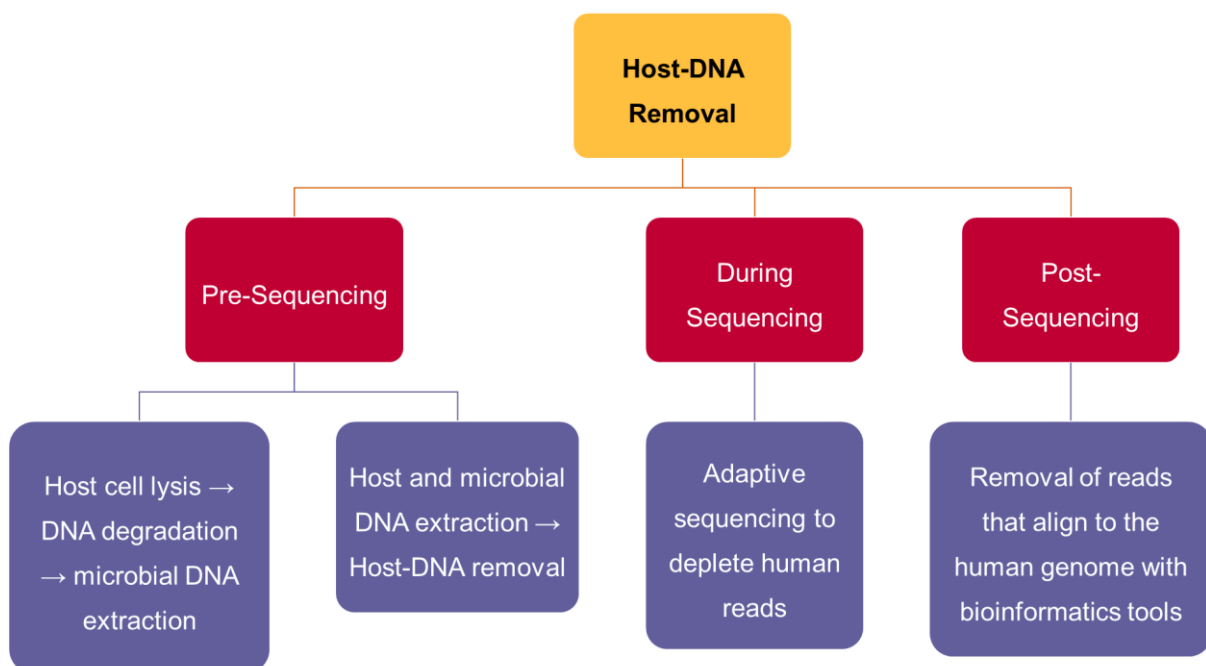 Host-DNA
Removal
Pre-Sequencing
During
Sequencing
Post-
Sequencing
Host cell lysis →
DNA degradation
→ microbial DNA
extraction
Host and microbial
DNA extraction →
Host-DNA removal
Adaptive
sequencing to
deplete human
reads
Removal of reads
that align to the
human genome with
bioinformatics tools